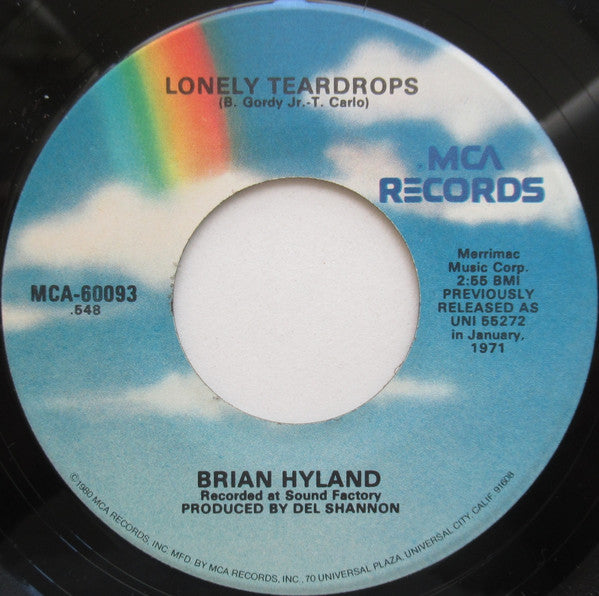 LONELY TEARDROPS
(B. Gordy Jr.-T. Carlo)
MCA
RECORDS
MCA-60093
.548
Merrimac
Music Corp.
2:55 BMI
PREVIOUSLY
RELEASED AS
UNI 55272
in January,
1971
BRIAN HYLAND
Recorded at Sound Factory
PRODUCED BY DEL SHANNON
©1980 MCA RECORDS, INC. MFD. BY MCA RECORDS, INC., 70 UNIVERSAL PLAZA, UNIVERSAL CITY, CALIF. 91608